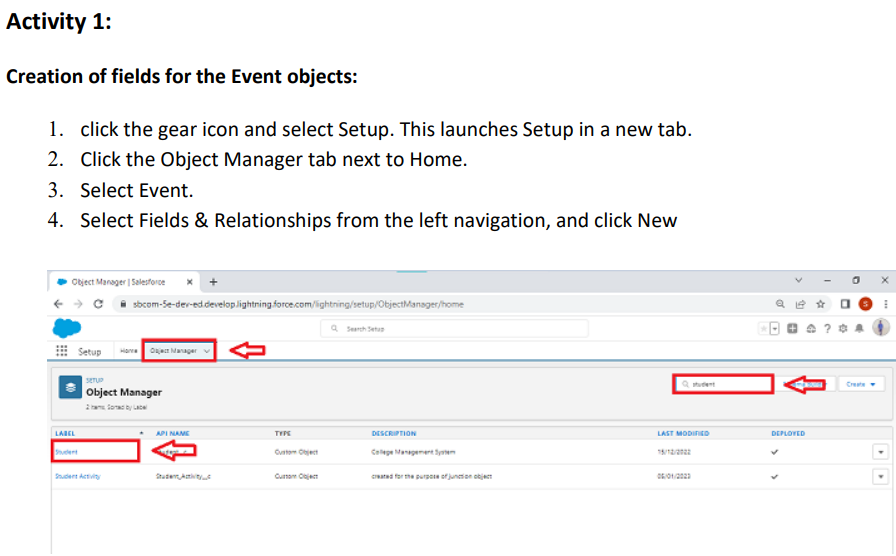 Activity 1:
Creation of fields for the Event objects:
1. click the gear icon and select Setup. This launches Setup in a new tab.
2. Click the Object Manager tab next to Home.
3. Select Event.
4. Select Fields & Relationships from the left navigation, and click New
Object Manager | Salesforce
sbcom-5e-dev-ed.develop.lightning.force.com/lightning/setup/ObjectManager/home
S
Search Setup
Setup Home Object Manager
SETUP
Object Manager
2 Items, Sorted by Label
student
Create
LABEL API NAME TYPE DESCRIPTION LAST MODIFIED DEPLOYED
Student Custom Object College Management System 15/12/2022
Student Activity Student_Activity__c Custom Object created for the purpose of junction object 05/01/2023